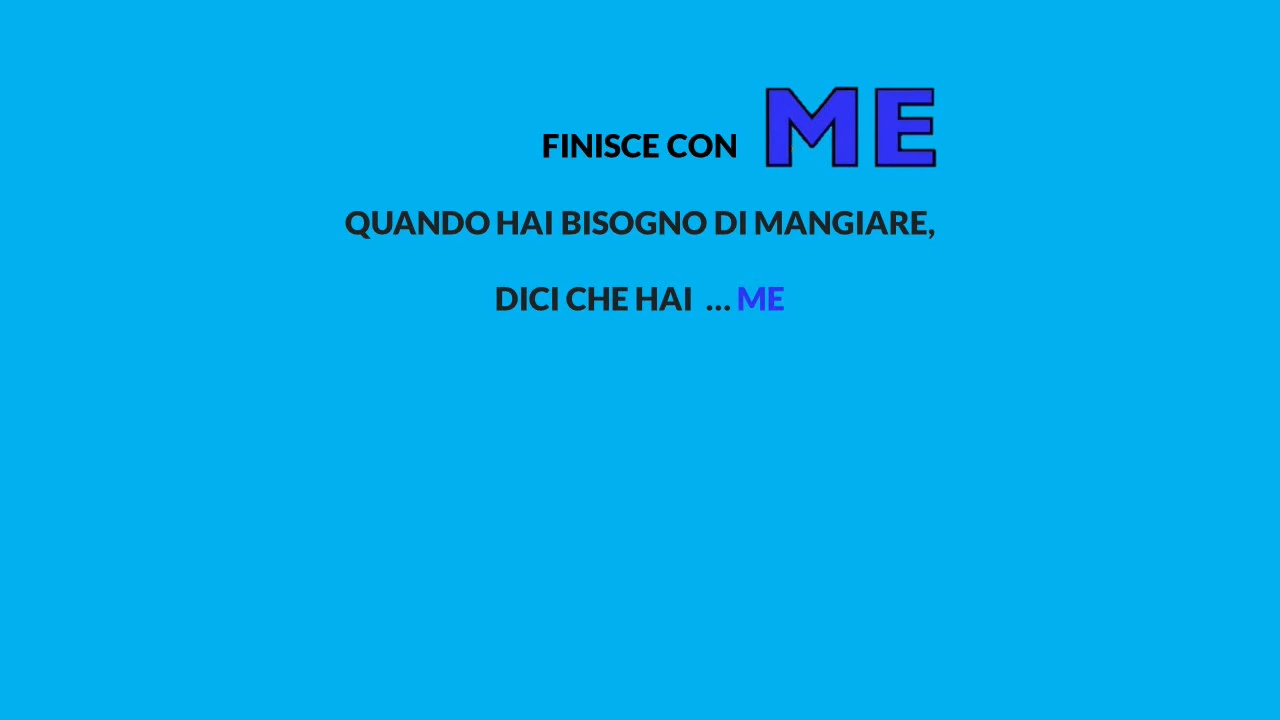 FINISCE CON ME
QUANDO HAI BISOGNO DI MANGIARE,
DICI CHE HAI ... ME